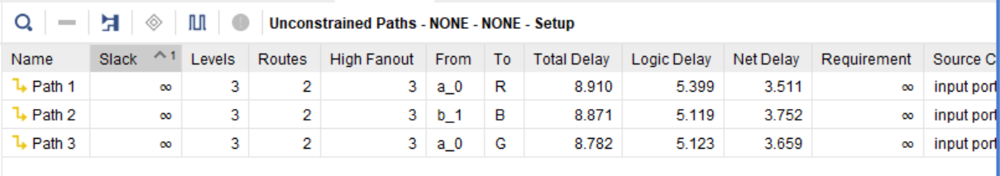 Unconstrained Paths - NONE - NONE - Setup
Name Slack ^1 Levels Routes High Fanout From To Total Delay Logic Delay Net Delay Requirement Source C
Path 1 ∞ 3 2 3 a_0 R 8.910 5.399 3.511 ∞ input port
Path 2 ∞ 3 2 3 b_1 B 8.871 5.119 3.752 ∞ input port
Path 3 ∞ 3 2 3 a_0 G 8.782 5.123 3.659 ∞ input port